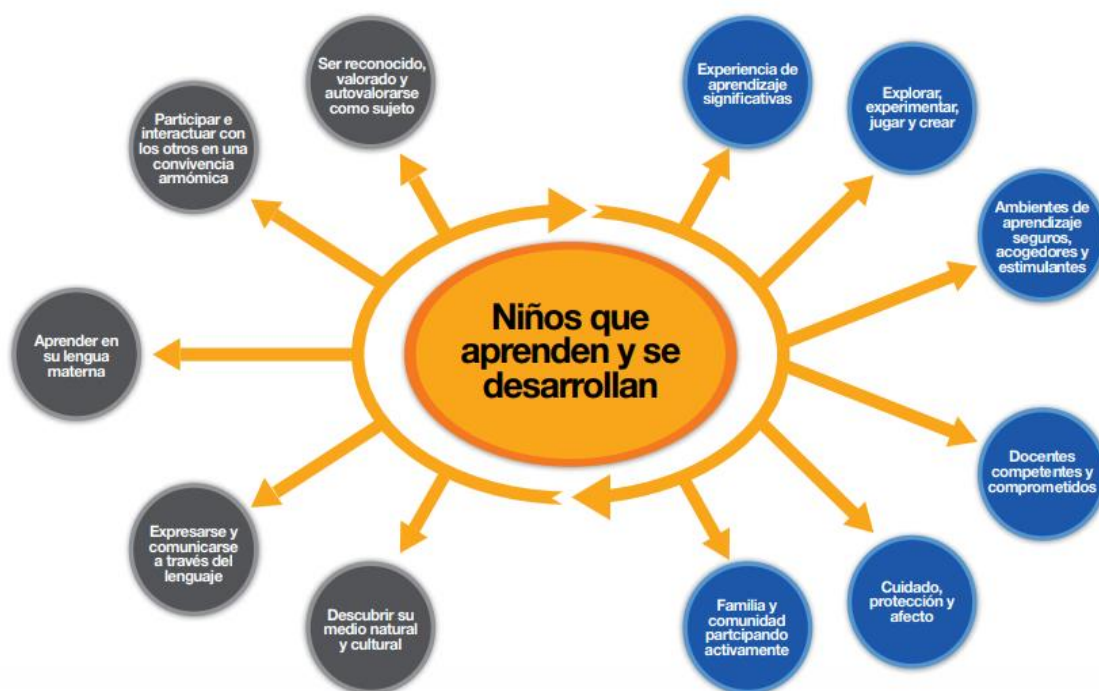 Ser reconocido,
valorado y
autovalorarse
como sujeto
Experiencia de
aprendizaje
significativas
Explorar,
experimentar,
jugar y crear
Participar e
interactuar con
los otros en una
convivencia
armómica
Ambientes de
aprendizaje
seguros,
acogedores y
estimulantes
Niños que
aprenden y se
desarrollan
Aprender en
su lengua
materna
Docentes
competentes y
comprometidos
Expresarse y
comunicarse
a través del
lenguaje
Cuidado,
protección y
afecto
Descubrir su
medio natural
y cultural
Familia y
comunidad
partcipando
activamente